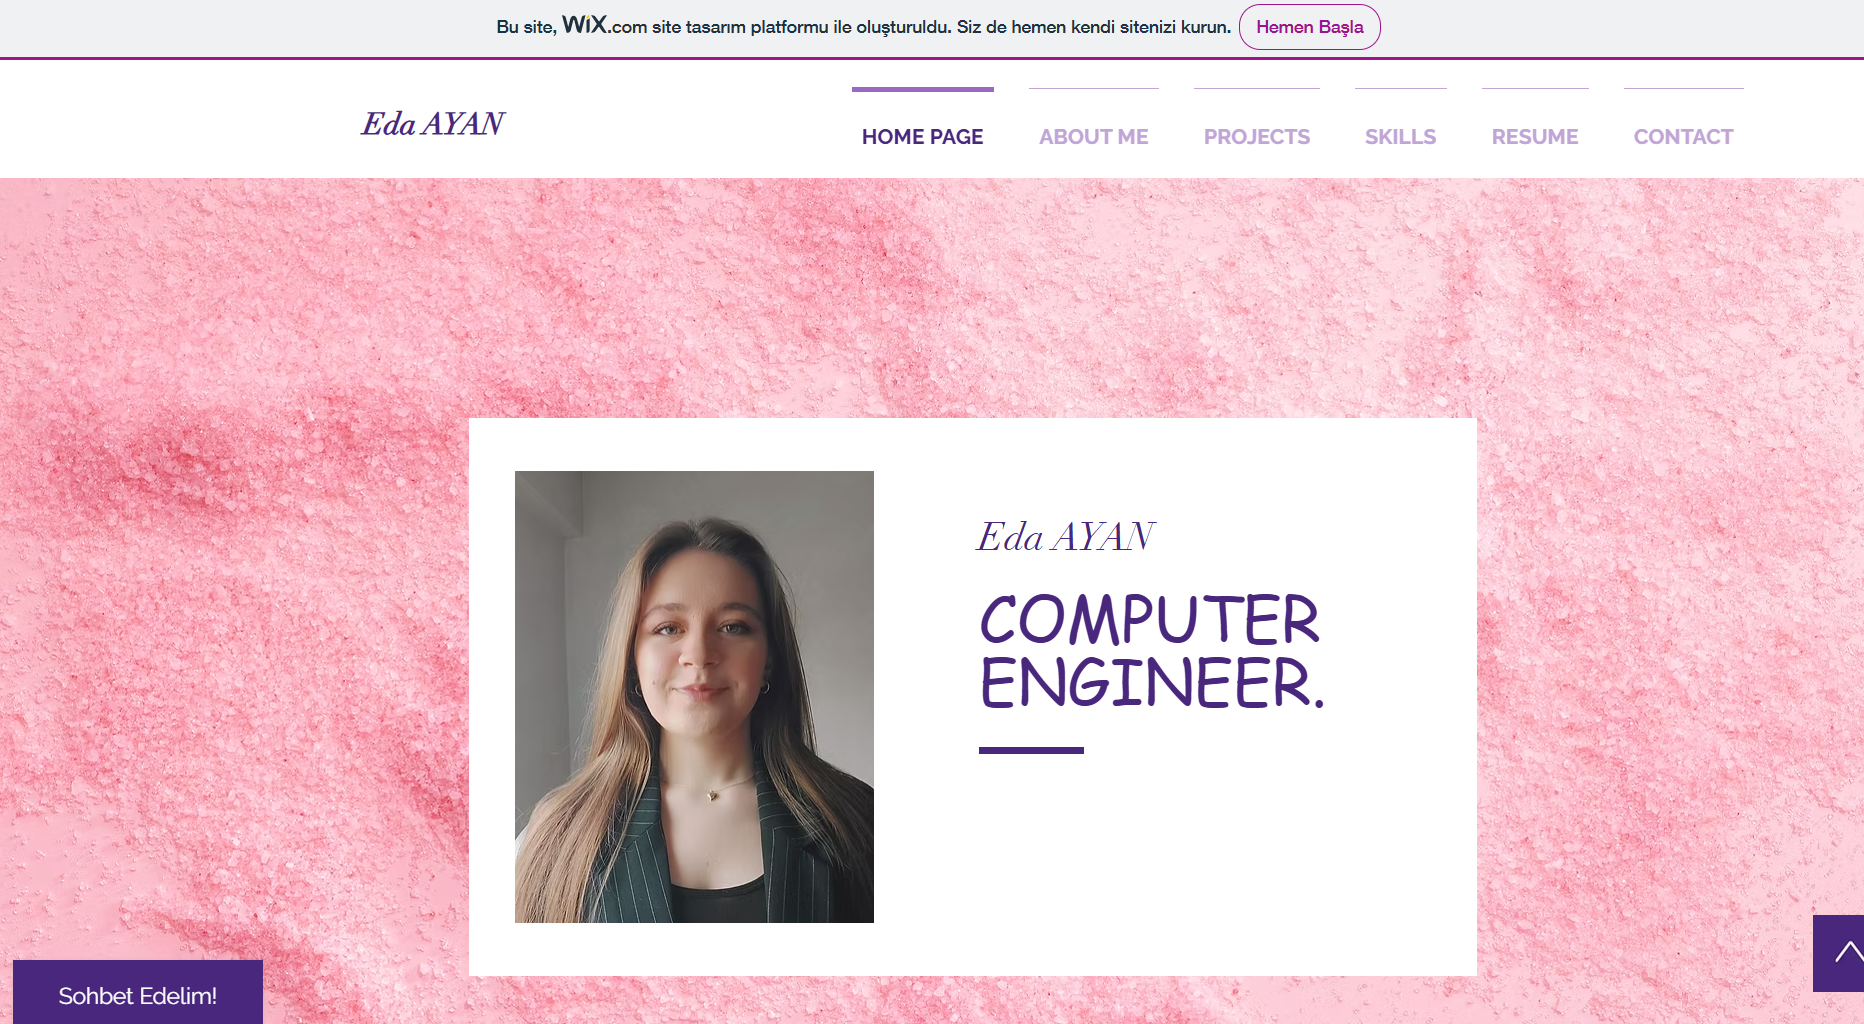 Bu site, WiX.com site tasarım platformu ile oluşturuldu. Siz de hemen kendi sitenizi kurun. Hemen Başla
Eda AYAN
HOME PAGE ABOUT ME PROJECTS SKILLS RESUME CONTACT
Eda AYAN
COMPUTER
ENGINEER.
Sohbet Edelim!